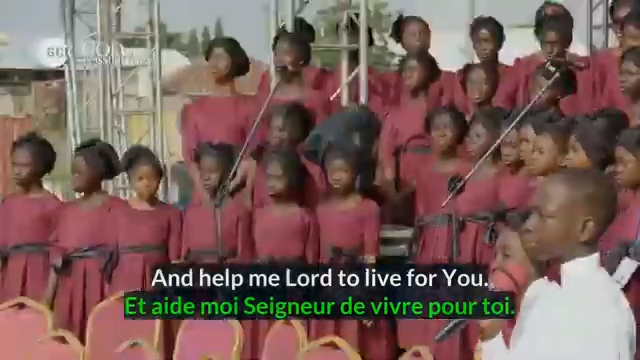 And help me Lord to live for You.
Et aide moi Seigneur de vivre pour toi.